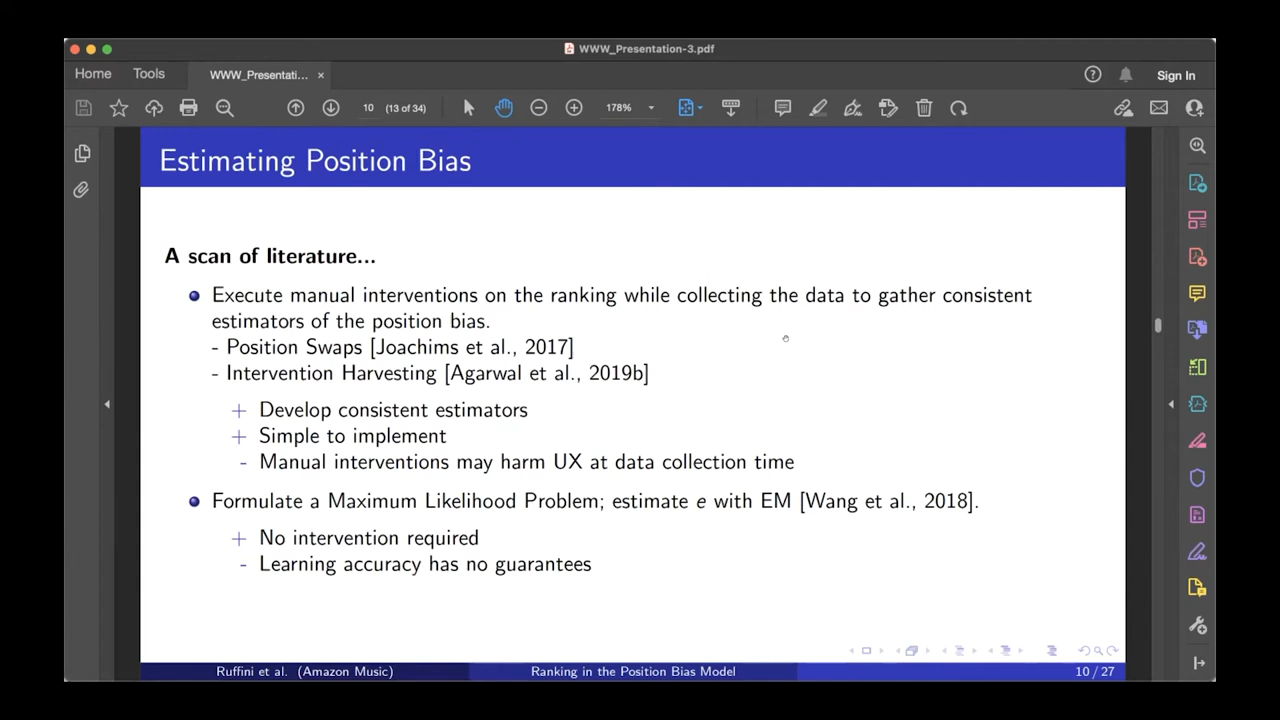 WWW_Presentation-3.pdf
Home Tools WWW_Presentati... × Sign In
10 (13 of 34) 178%
Estimating Position Bias
A scan of literature...
Execute manual interventions on the ranking while collecting the data to gather consistent
estimators of the position bias.
- Position Swaps [Joachims et al., 2017]
- Intervention Harvesting [Agarwal et al., 2019b]
+ Develop consistent estimators
+ Simple to implement
- Manual interventions may harm UX at data collection time
Formulate a Maximum Likelihood Problem; estimate e with EM [Wang et al., 2018].
+ No intervention required
- Learning accuracy has no guarantees
Ruffini et al. (Amazon Music) Ranking in the Position Bias Model 10 / 27